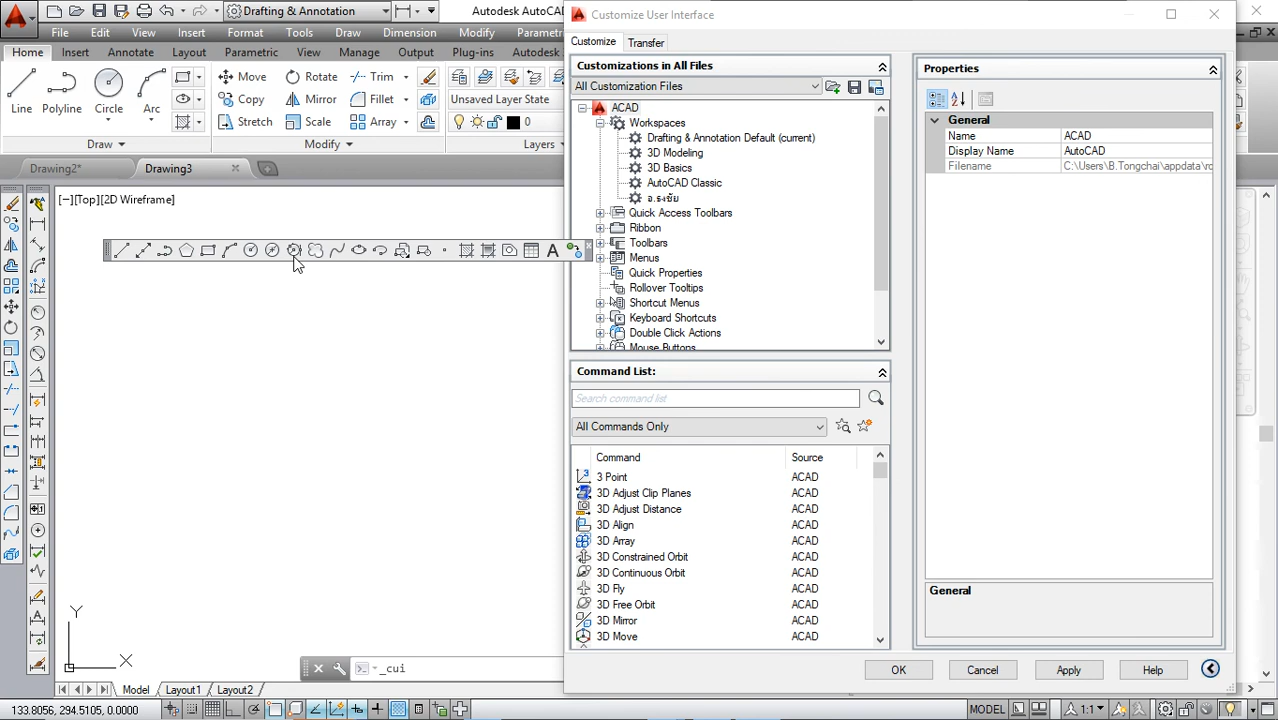 Drafting & Annotation
Autodesk AutoC
Customize User Interface
File
Edit
View
Insert
Format
Tools
Draw
Dimension
Modify
Paramet
Home
Insert
Annotation
Layout
Parametric
View
Manage
Output
Plug-ins
Autodesk
Customize
Transfer
Line
Polyline
Circle
Arc
Move
Rotate
Trim
Copy
Mirror
Fillet
Stretch
Scale
Array
Unsaved Layer State
0
Draw
Modify
Layers
Drawing2*
Drawing3
[−][Top][2D Wireframe]
Customizations in All Files
All Customization Files
ACAD
Workspaces
Drafting & Annotation Default (current)
3D Modeling
3D Basics
AutoCAD Classic
อ.ธงชัย
Quick Access Toolbars
Ribbon
Toolbars
Menus
Quick Properties
Rollover Tooltips
Shortcut Menus
Keyboard Shortcuts
Double Click Actions
Mouse Buttons
Command List:
Search command list
All Commands Only
Command Source
3 Point ACAD
3D Adjust Clip Planes ACAD
3D Adjust Distance ACAD
3D Align ACAD
3D Array ACAD
3D Constrained Orbit ACAD
3D Continuous Orbit ACAD
3D Fly ACAD
3D Free Orbit ACAD
3D Mirror ACAD
3D Move ACAD
Properties
General
Name ACAD
Display Name AutoCAD
Filename C:\Users\B.Tongchai\appdata\ro
General
OK
Cancel
Apply
Help
Y
X
_cui
Model
Layout1
Layout2
133.8056, 294.5105, 0.0000
MODEL
1:1